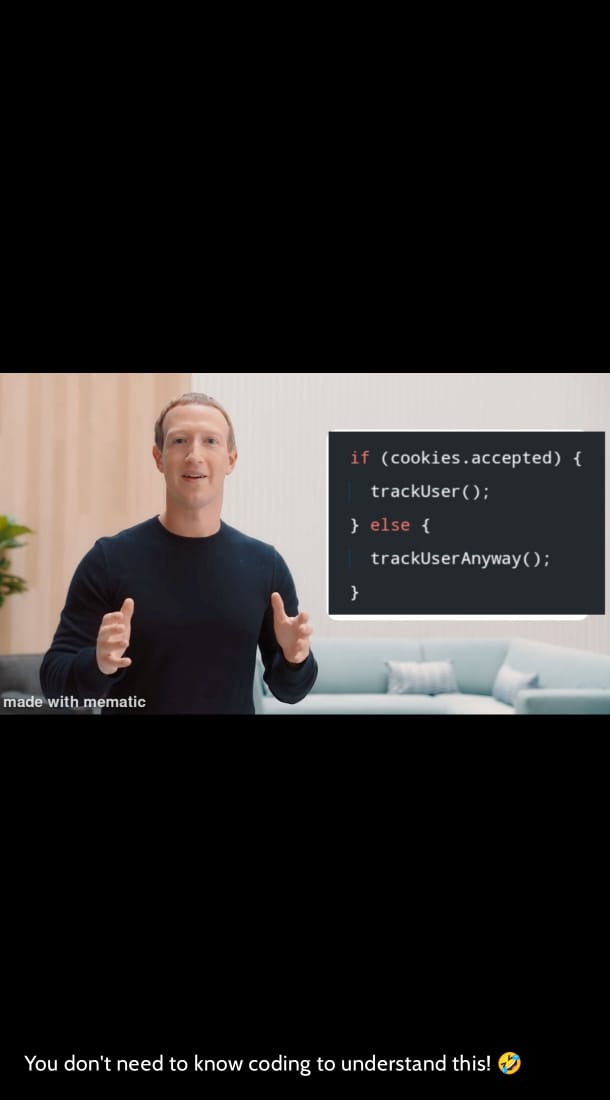 if (cookies.accepted) {
trackUser();
} else {
trackUserAnyway();
}
made with mematic
You don't need to know coding to understand this! 🤣